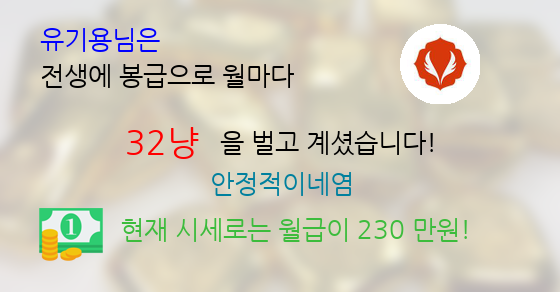 유기용님은
전생에 봉급으로 월마다
32냥 을 벌고 계셨습니다!
안정적이네염
1
현재 시세로는 월급이 230 만원!